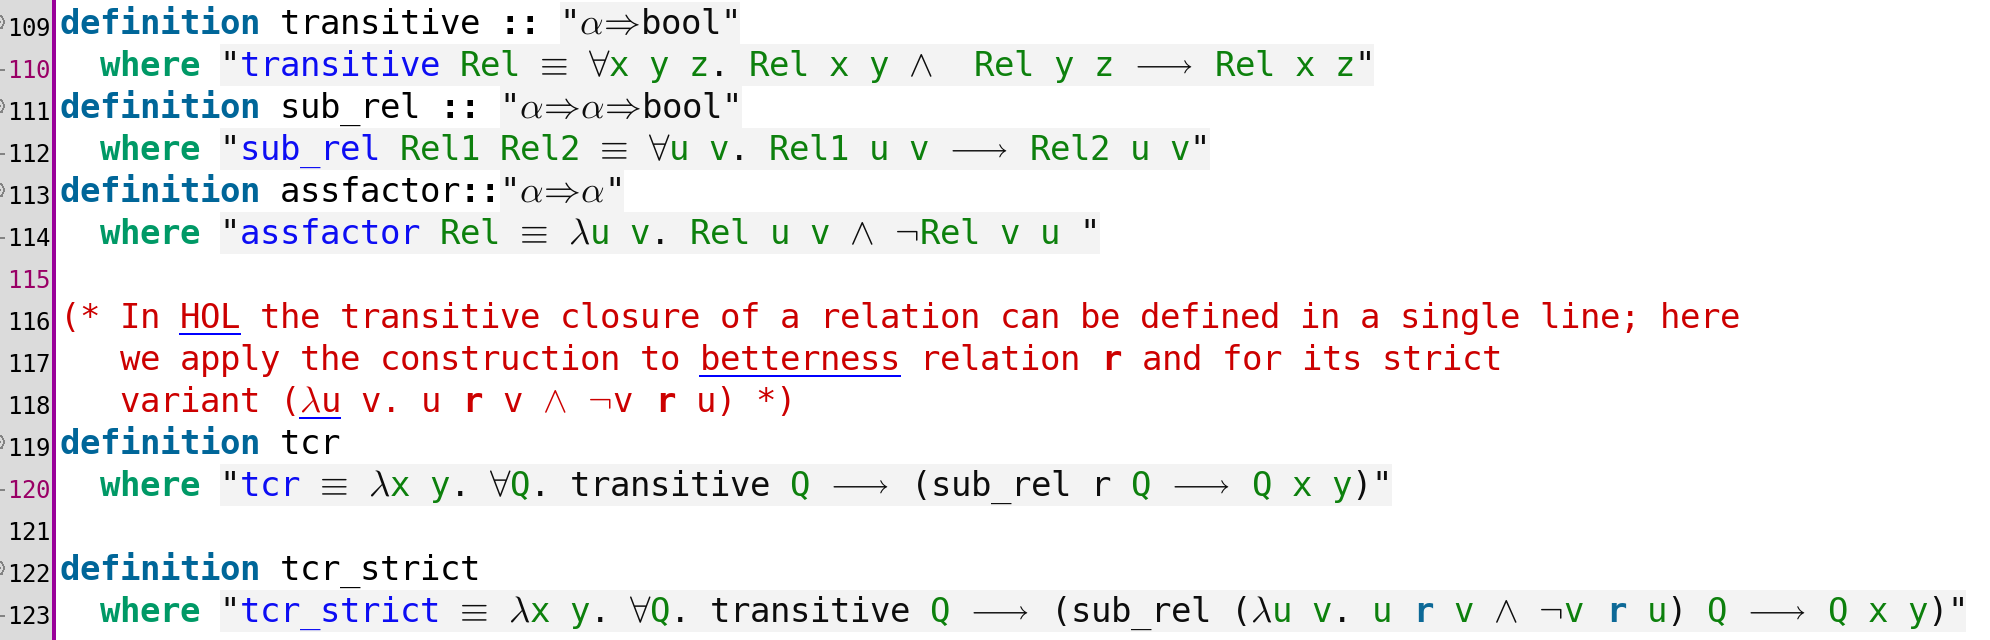 109 definition transitive :: "α⇒bool"
110 where "transitive Rel ≡ ∀x y z. Rel x y ∧  Rel y z ⟶ Rel x z"
111 definition sub_rel :: "α⇒α⇒bool"
112 where "sub_rel Rel1 Rel2 ≡ ∀u v. Rel1 u v ⟶ Rel2 u v"
113 definition assfactor::"α⇒α"
114 where "assfactor Rel ≡ λu v. Rel u v ∧ ¬Rel v u "
115
116 (* In HOL the transitive closure of a relation can be defined in a single line; here
117 we apply the construction to betterness relation r and for its strict
118 variant (λu v. u r v ∧ ¬v r u) *)
119 definition tcr
120 where "tcr ≡ λx y. ∀Q. transitive Q ⟶ (sub_rel r Q ⟶ Q x y)"
121
122 definition tcr_strict
123 where "tcr_strict ≡ λx y. ∀Q. transitive Q ⟶ (sub_rel (λu v. u r v ∧ ¬v r u) Q ⟶ Q x y)"